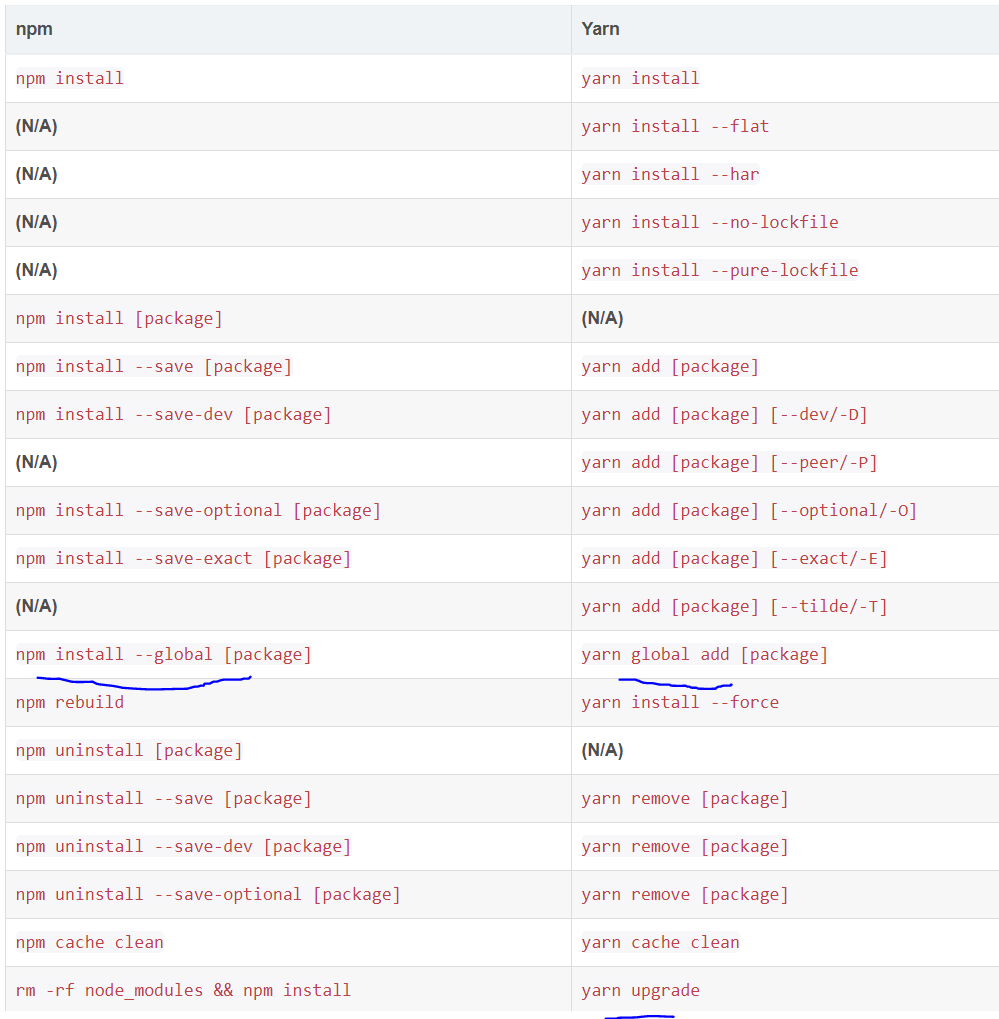 npm Yarn
npm install yarn install
(N/A) yarn install --flat
(N/A) yarn install --har
(N/A) yarn install --no-lockfile
(N/A) yarn install --pure-lockfile
npm install [package] (N/A)
npm install --save [package] yarn add [package]
npm install --save-dev [package] yarn add [package] [--dev/-D]
(N/A) yarn add [package] [--peer/-P]
npm install --save-optional [package] yarn add [package] [--optional/-O]
npm install --save-exact [package] yarn add [package] [--exact/-E]
(N/A) yarn add [package] [--tilde/-T]
npm install --global [package] yarn global add [package]
npm rebuild yarn install --force
npm uninstall [package] (N/A)
npm uninstall --save [package] yarn remove [package]
npm uninstall --save-dev [package] yarn remove [package]
npm uninstall --save-optional [package] yarn remove [package]
npm cache clean yarn cache clean
rm -rf node_modules && npm install yarn upgrade